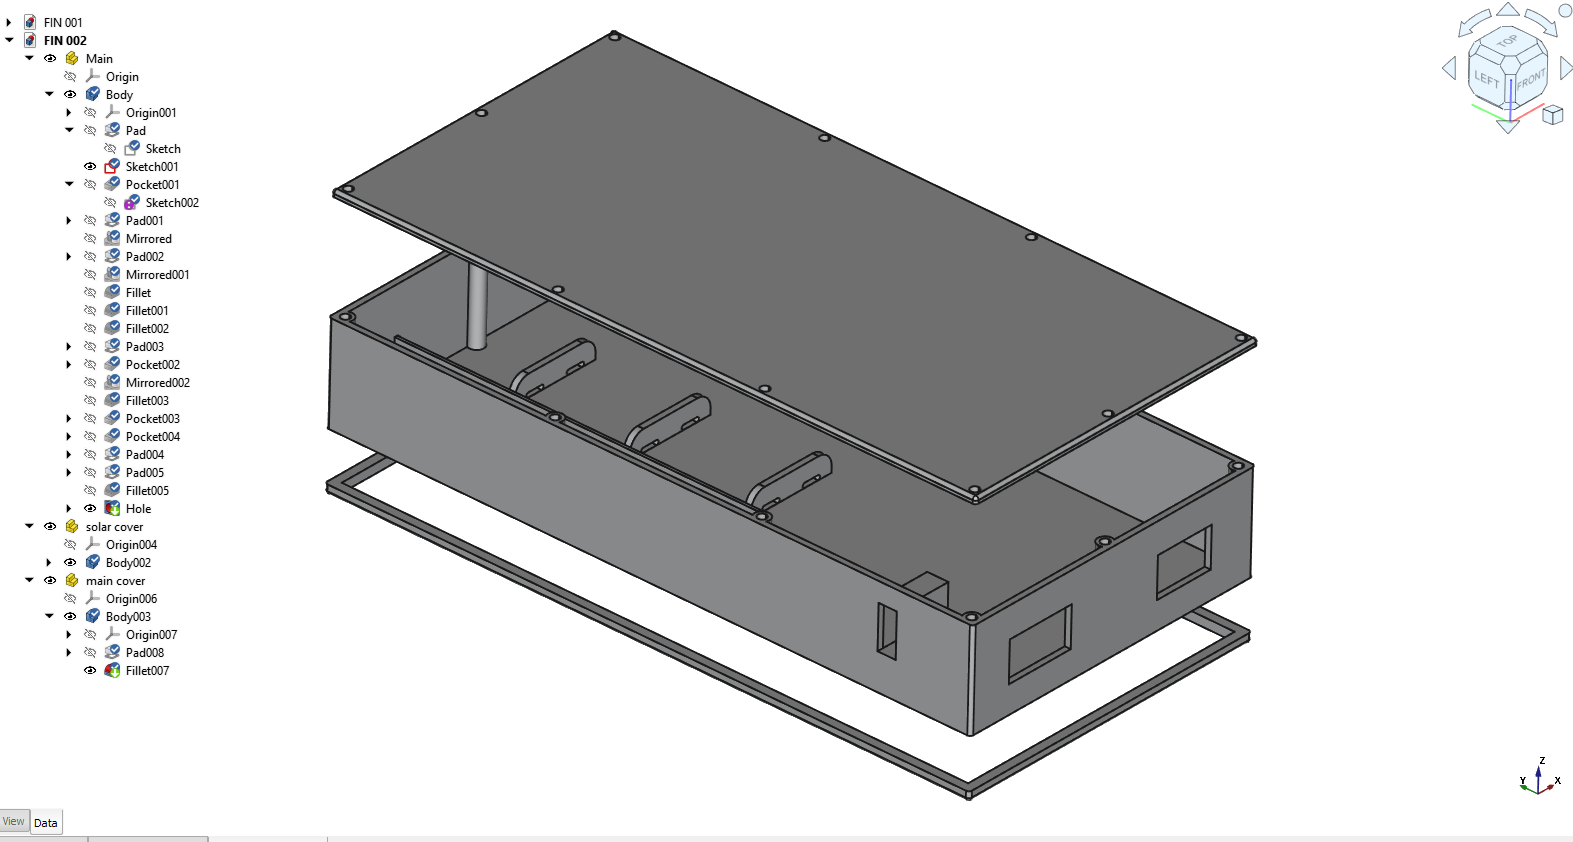 FIN 001
FIN 002
Main
Origin
Body
Origin001
Pad
Sketch
Sketch001
Pocket001
Sketch002
Pad001
Mirrored
Pad002
Mirrored001
Fillet
Fillet001
Fillet002
Pad003
Pocket002
Mirrored002
Fillet003
Pocket003
Pocket004
Pad004
Pad005
Fillet005
Hole
solar cover
Origin004
Body002
main cover
Origin006
Body003
Origin007
Pad008
Fillet007
TOP
LEFT
FRONT
Z
Y
X
View
Data